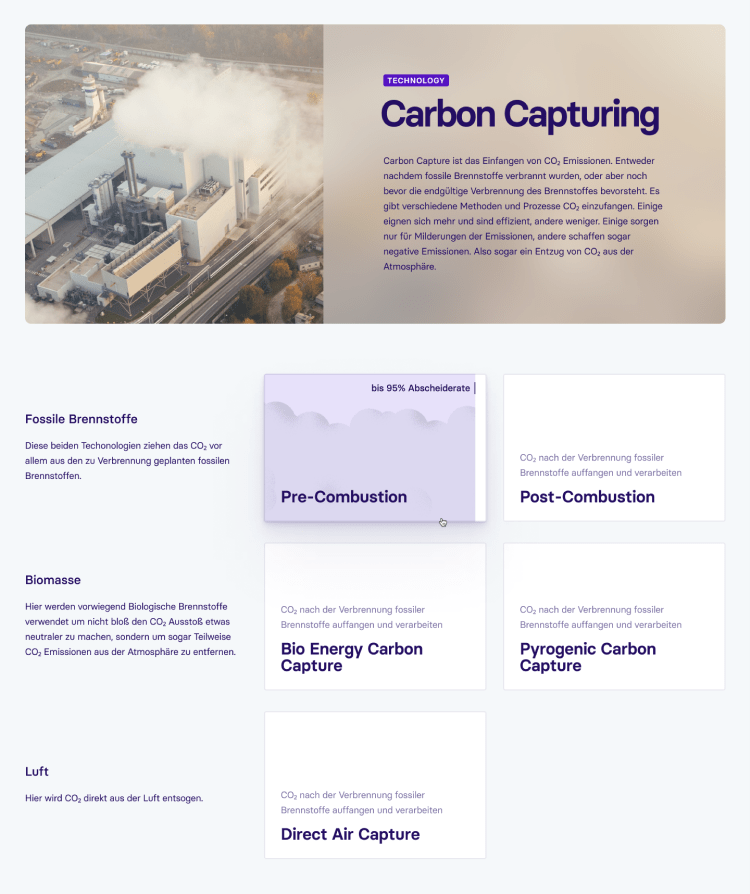 TECHNOLOGY
Carbon Capturing
Carbon Capture ist das Einfangen von CO₂ Emissionen. Entweder
nachdem fossile Brennstoffe verbrannt wurden, oder aber noch
bevor die endgültige Verbrennung des Brennstoffes bevorsteht. Es
gibt verschiedene Methoden und Prozesse CO₂ einzufangen. Einige
eignen sich mehr und sind effizient, andere weniger. Einige sorgen
nur für Milderungen der Emissionen, andere schaffen sogar
negative Emissionen. Also sogar ein Entzug von CO₂ aus der
Atmosphäre.
Fossile Brennstoffe
Diese beiden Techonologien ziehen das CO₂ vor
allem aus den zu Verbrennung geplanten fossilen
Brennstoffen.
bis 95% Abscheiderate
Pre-Combustion
CO₂ nach der Verbrennung fossiler
Brennstoffe auffangen und verarbeiten
Post-Combustion
Biomasse
Hier werden vorwiegend Biologische Brennstoffe
verwendet um nicht bloß den CO₂ Ausstoß etwas
neutraler zu machen, sondern um sogar Teilweise
CO₂ Emissionen aus der Atmosphäre zu entfernen.
CO₂ nach der Verbrennung fossiler
Brennstoffe auffangen und verarbeiten
Bio Energy Carbon
Capture
CO₂ nach der Verbrennung fossiler
Brennstoffe auffangen und verarbeiten
Pyrogenic Carbon
Capture
Luft
Hier wird CO₂ direkt aus der Luft entsogen.
CO₂ nach der Verbrennung fossiler
Brennstoffe auffangen und verarbeiten
Direct Air Capture